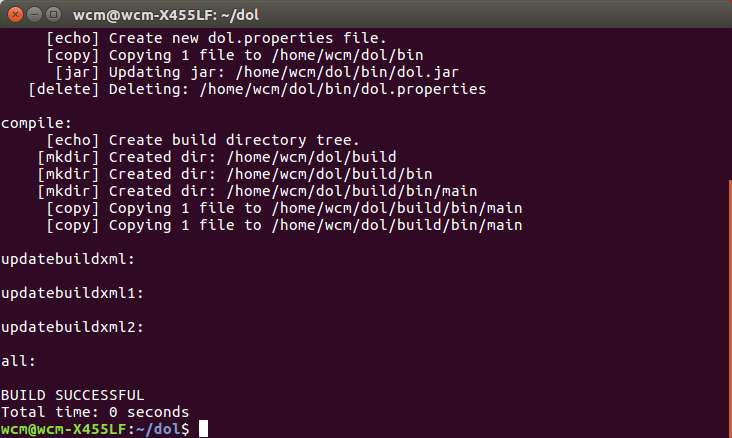 wcm@wcm-X455LF: ~/dol
[echo] Create new dol.properties file.
[copy] Copying 1 file to /home/wcm/dol/bin
[jar] Updating jar: /home/wcm/dol/bin/dol.jar
[delete] Deleting: /home/wcm/dol/bin/dol.properties
compile:
[echo] Create build directory tree.
[mkdir] Created dir: /home/wcm/dol/build
[mkdir] Created dir: /home/wcm/dol/build/bin
[mkdir] Created dir: /home/wcm/dol/build/bin/main
[copy] Copying 1 file to /home/wcm/dol/build/bin/main
[copy] Copying 1 file to /home/wcm/dol/build/bin/main
updatebuildxml:
updatebuildxml1:
updatebuildxml2:
all:
BUILD SUCCESSFUL
Total time: 0 seconds
wcm@wcm-X455LF:~/dol$